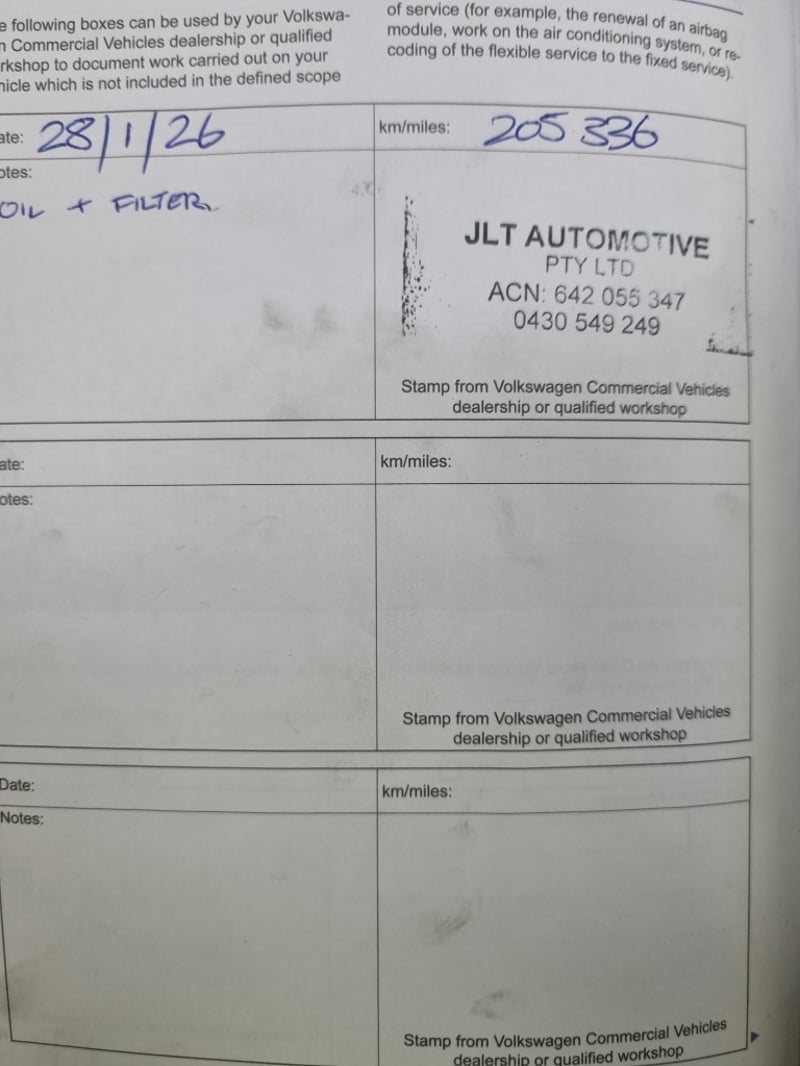 e following boxes can be used by your Volkswa-
n Commercial Vehicles dealership or qualified
rkshop to document work carried out on your
hicle which is not included in the defined scope
of service (for example, the renewal of an airbag
module, work on the air conditioning system, or re-
coding of the flexible service to the fixed service).
ate: 28/1/26
km/miles: 205 336
otes:
OIL + FILTER
JLT AUTOMOTIVE
PTY LTD
ACN: 642 055 347
0430 549 249
Stamp from Volkswagen Commercial Vehicles
dealership or qualified workshop
ate:
km/miles:
otes:
Stamp from Volkswagen Commercial Vehicles
dealership or qualified workshop
Date:
km/miles:
Notes:
Stamp from Volkswagen Commercial Vehicles
dealership or qualified workshop